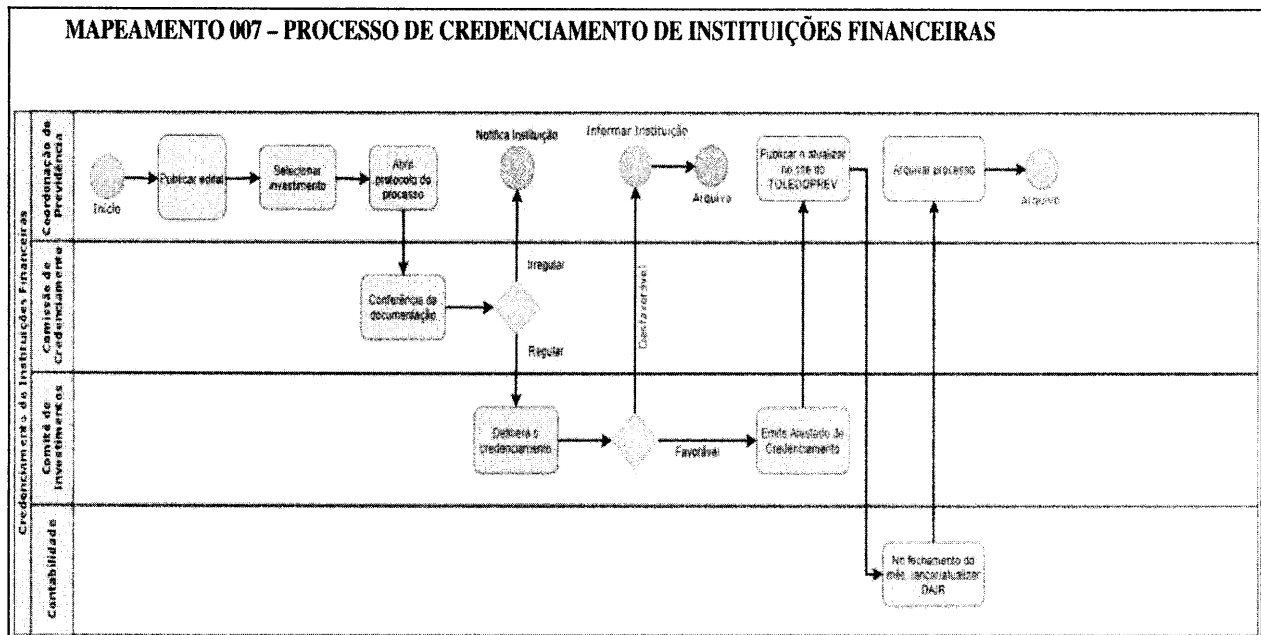 MAPEAMENTO 007 – PROCESSO DE CREDENCIAMENTO DE INSTITUIÇÕES FINANCEIRAS
Credenciamento de Instituições Financeiras
Coordenação de
Previdência
Início
Publicar edital
Selecionar
investimento
Abrir
protocolo do
processo
Notifica Instituição
Informar Instituição
Arquivo
Publicar e atualizar
no site do
TOLEDOPREV
Arquivar processo
Arquivo
Comissão de
Credenciamento
Conferência da
documentação
Irregular
Regular
Desfavorável
Comitê de
Investimentos
Delibera o
credenciamento
Favorável
Emite Atestado de
Credenciamento
Contabilidade
No fechamento do
mês, lançar/atualizar
DAIR